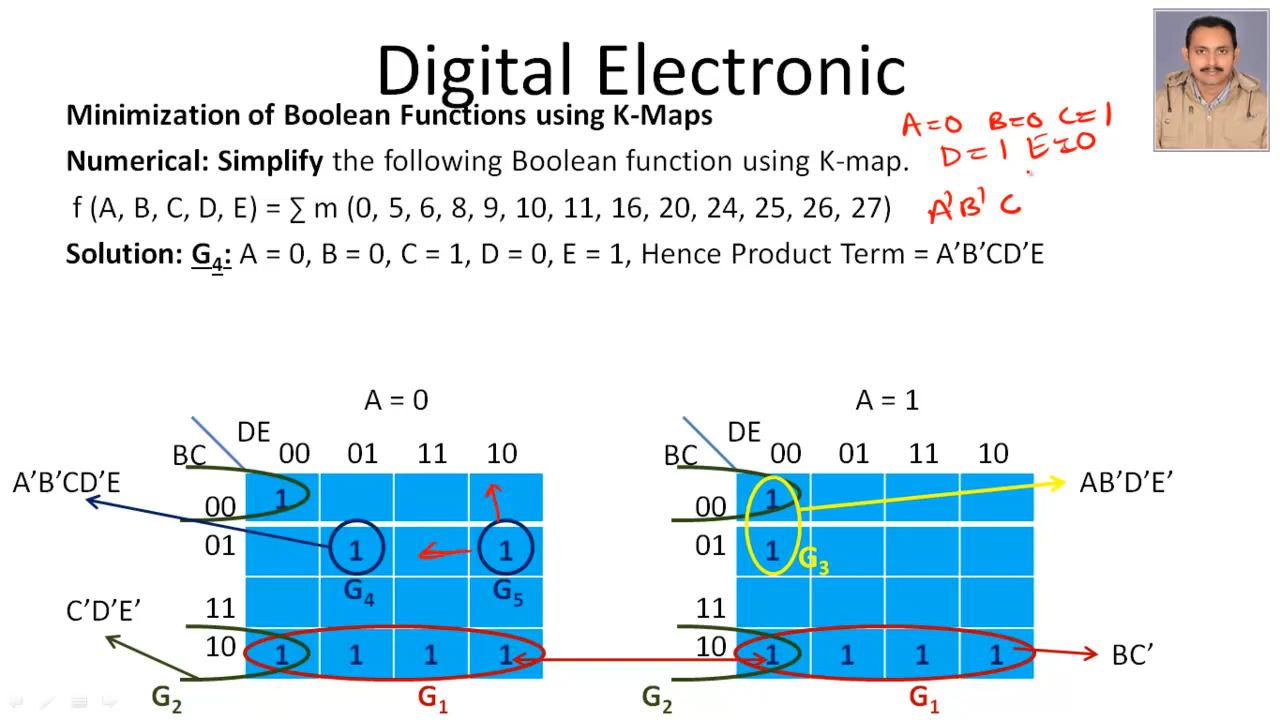 Digital Electronic
Minimization of Boolean Functions using K-Maps
A=0 B=0 C=1
Numerical: Simplify the following Boolean function using K-map.
D=1 E=0
f (A, B, C, D, E) = ∑ m (0, 5, 6, 8, 9, 10, 11, 16, 20, 24, 25, 26, 27)
A'B'C
Solution: G4: A = 0, B = 0, C = 1, D = 0, E = 1, Hence Product Term = A’B’CD’E
A = 0
A = 1
DE
DE
BC 00 01 11 10
BC 00 01 11 10
A’B’CD’E
AB’D’E’
00 1
00 1
01 1 1
01 1 G3
G4 G5
C’D’E’
11
11
10 1 1 1 1
10 1 1 1 1
BC’
G2 G1
G2 G1